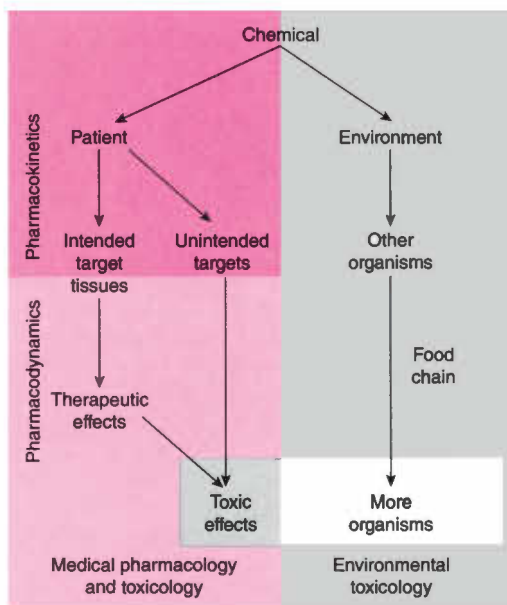 Chemical
Pharmacokinetics
Patient
Environment
Intended
target
tissues
Unintended
targets
Other
organisms
Pharmacodynamics
Food
chain
Therapeutic
effects
Toxic
effects
More
organisms
Medical pharmacology
and toxicology
Environmental
toxicology